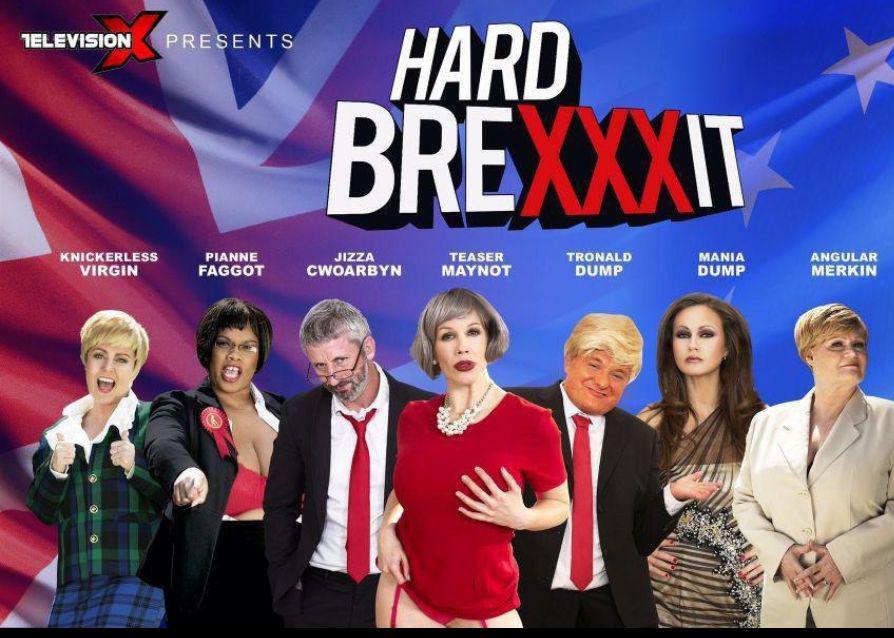 TELEVISION X PRESENTS
HARD
BREXXXIT
KNICKERLESS
VIRGIN
PIANNE
FAGGOT
JIZZA
CWOARBYN
TEASER
MAYNOT
TRONALD
DUMP
MANIA
DUMP
ANGULAR
MERKIN